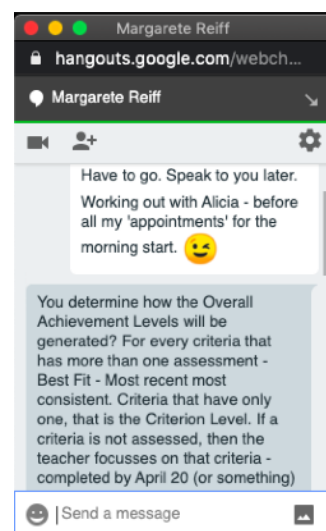 Margarete Reiff
hangouts.google.com/webch...
Margarete Reiff
Have to go. Speak to you later.
Working out with Alicia - before
all my 'appointments' for the
morning start. 😉
You determine how the Overall
Achievement Levels will be
generated? For every criteria that
has more than one assessment -
Best Fit - Most recent most
consistent. Criteria that have only
one, that is the Criterion Level. If a
criteria is not assessed, then the
teacher focusses on that criteria -
completed by April 20 (or something)
Send a message